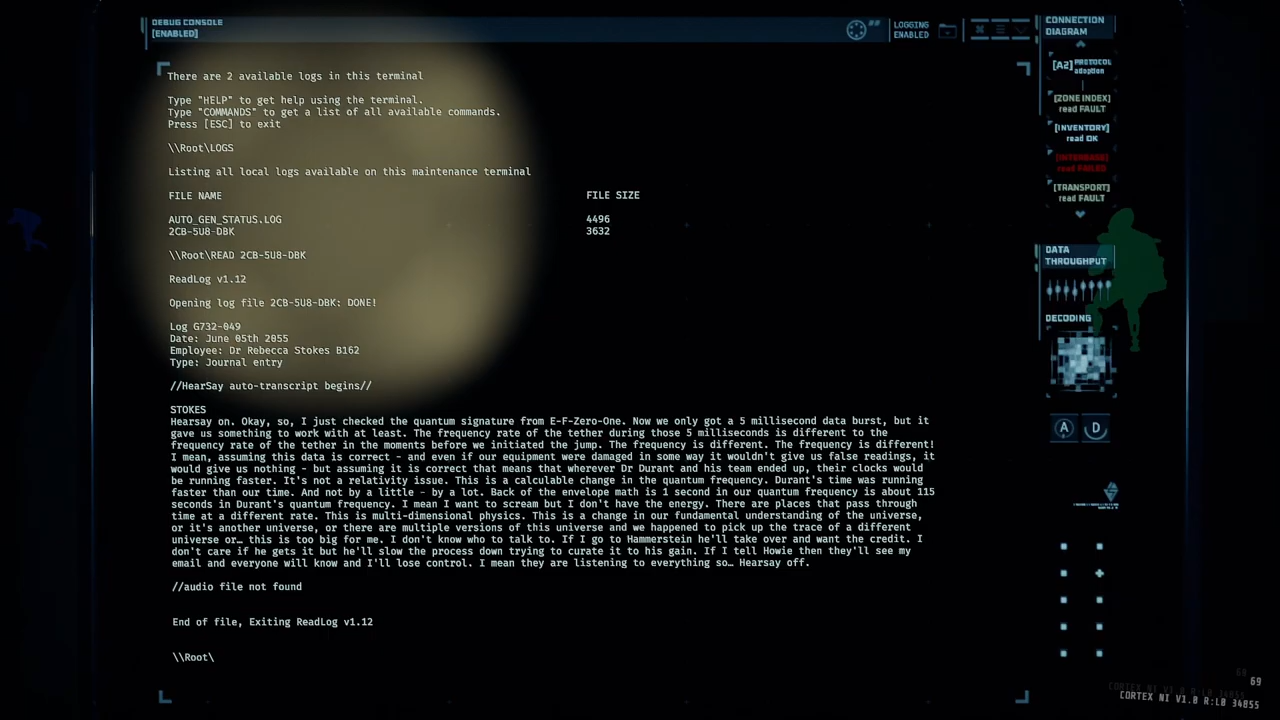 DEBUG CONSOLE
[ENABLED]
LOGGING
ENABLED
There are 2 available logs in this terminal
Type "HELP" to get help using the terminal.
Type "COMMANDS" to get a list of all available commands.
Press [ESC] to exit
\\Root\LOGS
Listing all local logs available on this maintenance terminal
FILE NAME FILE SIZE
AUTO_GEN_STATUS.LOG 4496
2CB-5U8-DBK 3632
\\Root\READ 2CB-5U8-DBK
ReadLog v1.12
Opening log file 2CB-5U8-DBK: DONE!
Log G732-049
Date: June 05th 2055
Employee: Dr Rebecca Stokes B162
Type: Journal entry
//HearSay auto-transcript begins//
STOKES
Hearsay on. Okay, so, I just checked the quantum signature from E-F-Zero-One. Now we only got a 5 millisecond data burst, but it
gave us something to work with at least. The frequency rate of the tether during those 5 milliseconds is different to the
frequency rate of the tether in the moments before we initiated the jump. The frequency is different. The frequency is different!
I mean, assuming this data is correct - and even if our equipment were damaged in some way it wouldn't give us false readings, it
would give us nothing - but assuming it is correct that means that wherever Dr Durant and his team ended up, their clocks would
be running faster. It's not a relativity issue. This is a calculable change in the quantum frequency. Durant's time was running
faster than our time. And not by a little - by a lot. Back of the envelope math is 1 second in our quantum frequency is about 115
seconds in Durant's quantum frequency. I mean I want to scream but I don't have the energy. There are places that pass through
time at a different rate. This is multi-dimensional physics. This is a change in our fundamental understanding of the universe,
or it's another universe, or there are multiple versions of this universe and we happened to pick up the trace of a different
universe or… this is too big for me. I don't know who to talk to. If I go to Hammerstein he'll take over and want the credit. I
don't care if he gets it but he'll slow the process down trying to curate it to his gain. If I tell Howie then they'll see my
email and everyone will know and I'll lose control. I mean they are listening to everything so… Hearsay off.
//audio file not found
End of file, Exiting ReadLog v1.12
\\Root\
CONNECTION
DIAGRAM
[A2] PROTOCOL
adoption
[ZONE INDEX]
read FAULT
[INVENTORY]
read OK
[INTERBASE]
read FAILED
[TRANSPORT]
read FAULT
DATA
THROUGHPUT
DECODING
A D
69
CORTEX NI V1.0 R:L0 34855